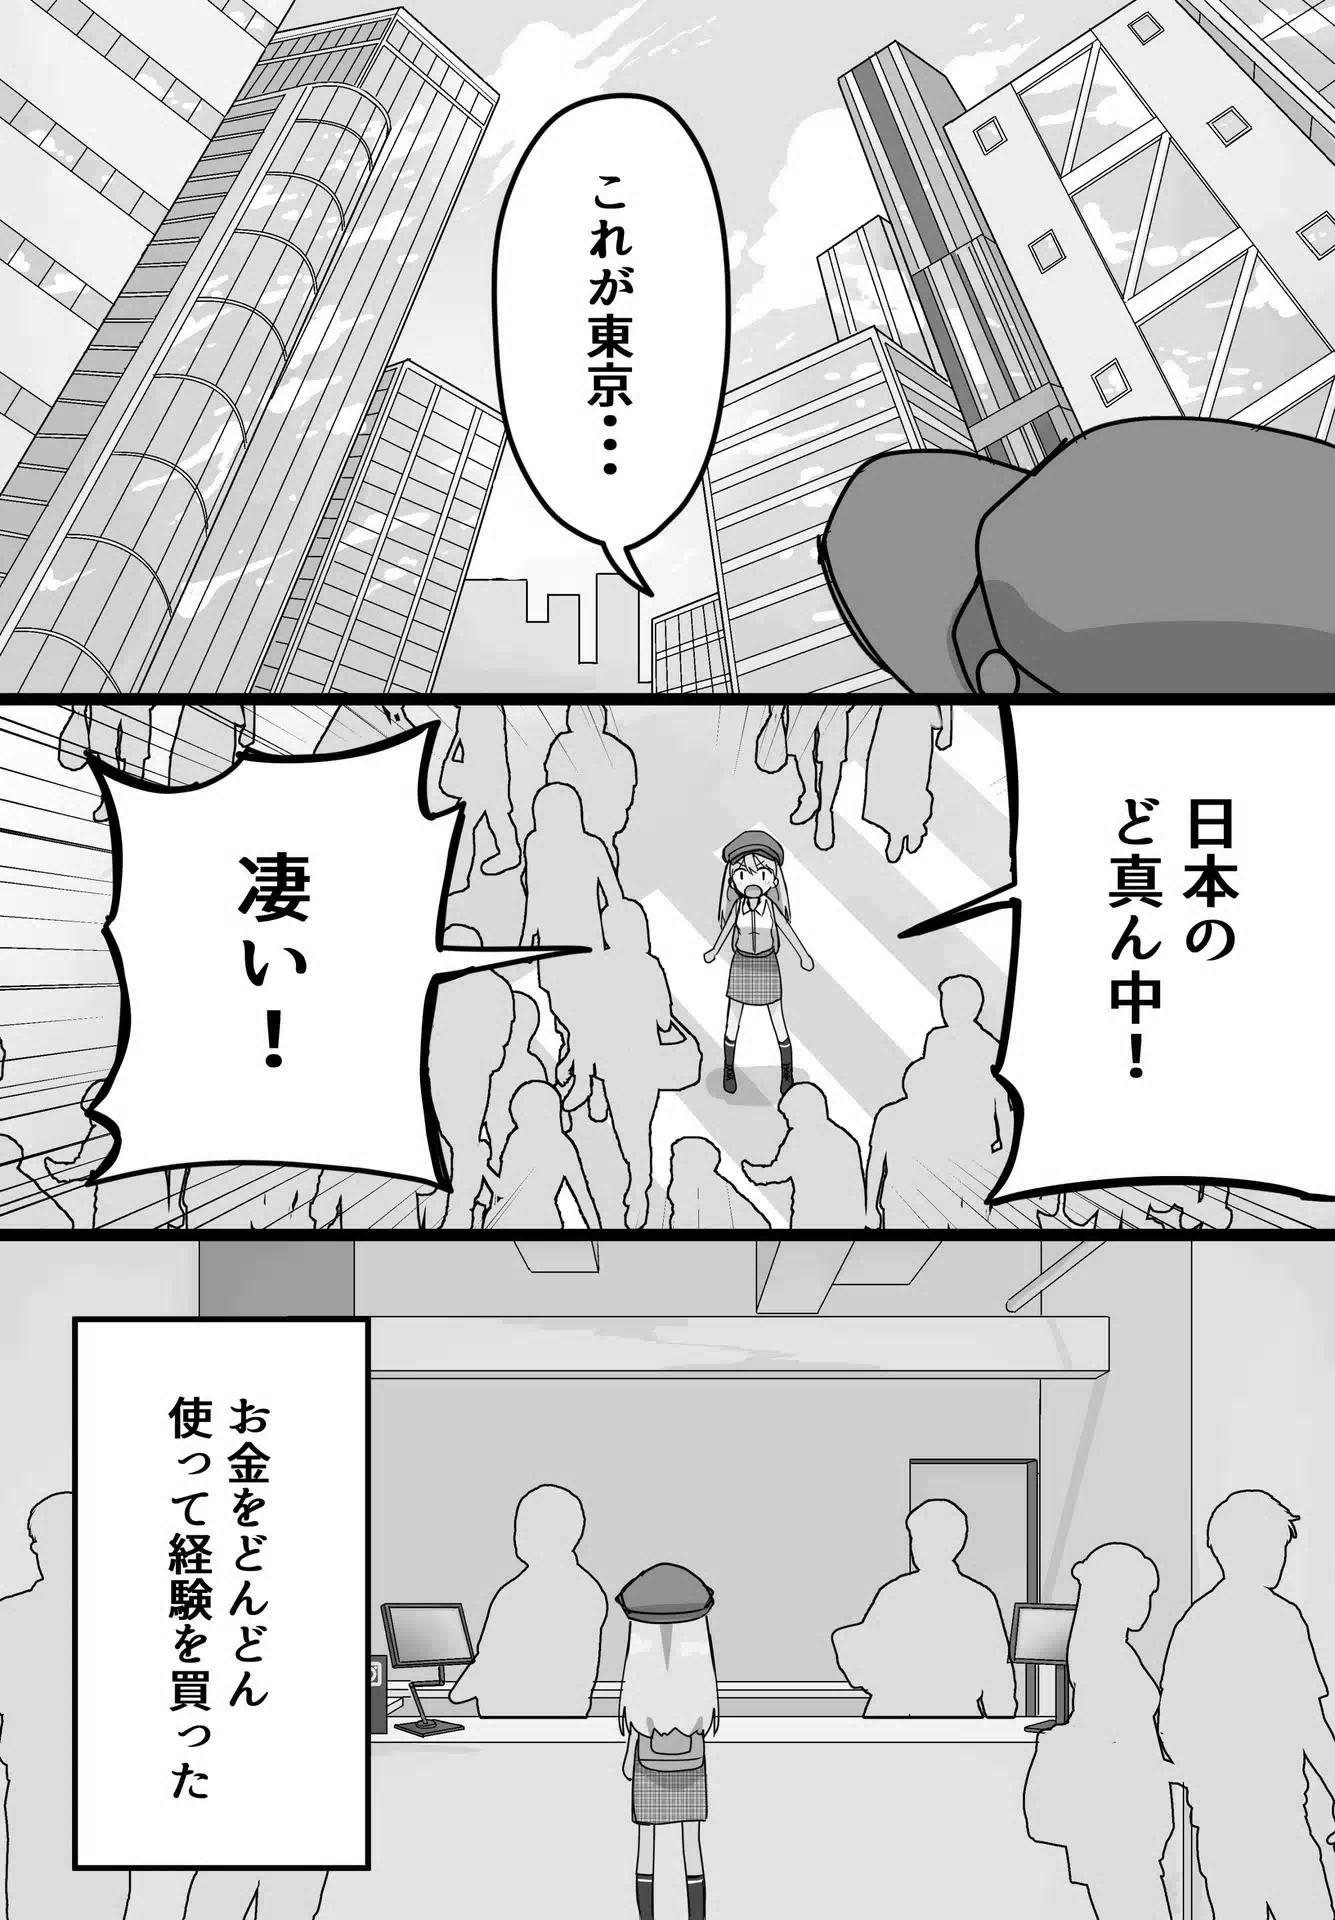 これが東京・・・
日本の
ど真ん中！
凄い！
お金をどんどん
使って経験を買った